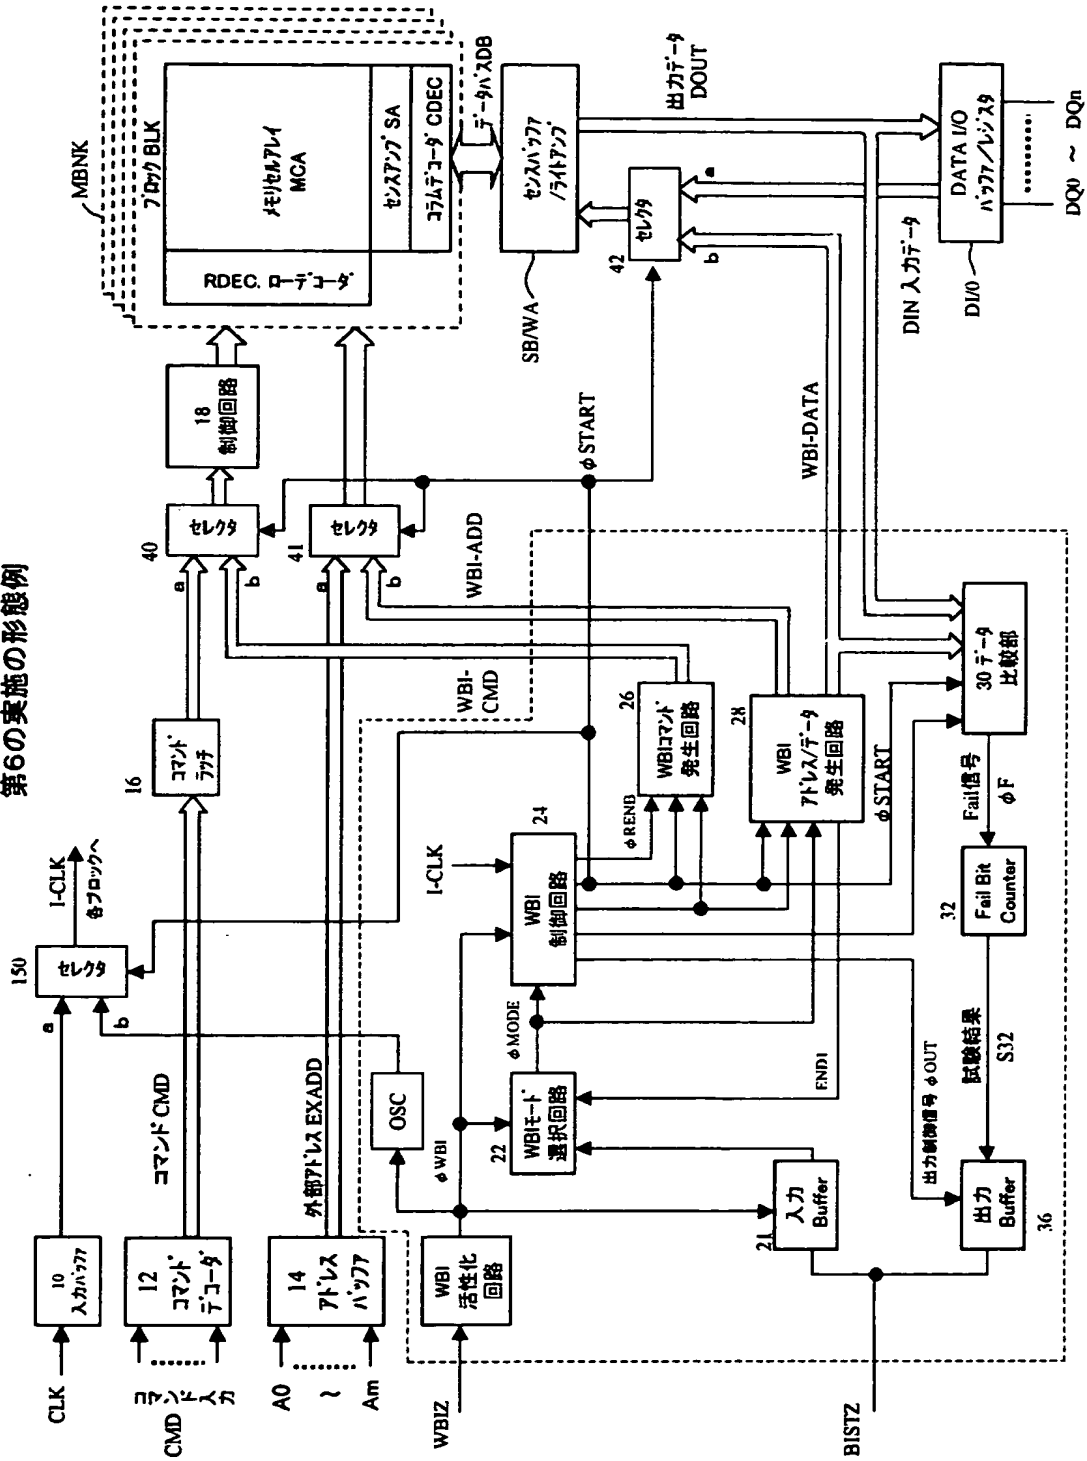 第6の実施の形態例
CLK
10
入力バッファ
a
b
150
セレクタ
I-CLK
各ブロックへ
CMD
コマンド入力
12
コマンド
デコーダ
コマンド CMD
16
コマンド
ラッチ
a
b
40
セレクタ
18
制御回路
MBNK
ブロック BLK
メモリセルアレイ
MCA
RDEC. ローデコーダ
センスアンプ SA
コラムデコーダ CDEC
A0
~
Am
14
アドレス
バッファ
外部アドレス EXADD
a
b
41
セレクタ
データバスDB
センスバッファ
/ライトアンプ
SB/WA
WBIZ
WBI
活性化
回路
φWBI
OSC
22
WBIモード
選択回路
φMODE
24
WBI
制御回路
I-CLK
φRENB
26
WBIコマンド
発生回路
WBI-
CMD
WBI-ADD
φSTART
42
セレクタ
a
b
出力データ
DOUT
28
WBI
アドレス/データ
発生回路
WBI-DATA
END1
φSTART
21
入力
Buffer
BISTZ
36
出力
Buffer
出力制御信号 φOUT
試験結果
S32
32
Fail Bit
Counter
Fail信号
φF
30 データ
比較部
DIN 入力データ
DI/O
DATA I/O
バッファ/レジスタ
DQ0 ~ DQn